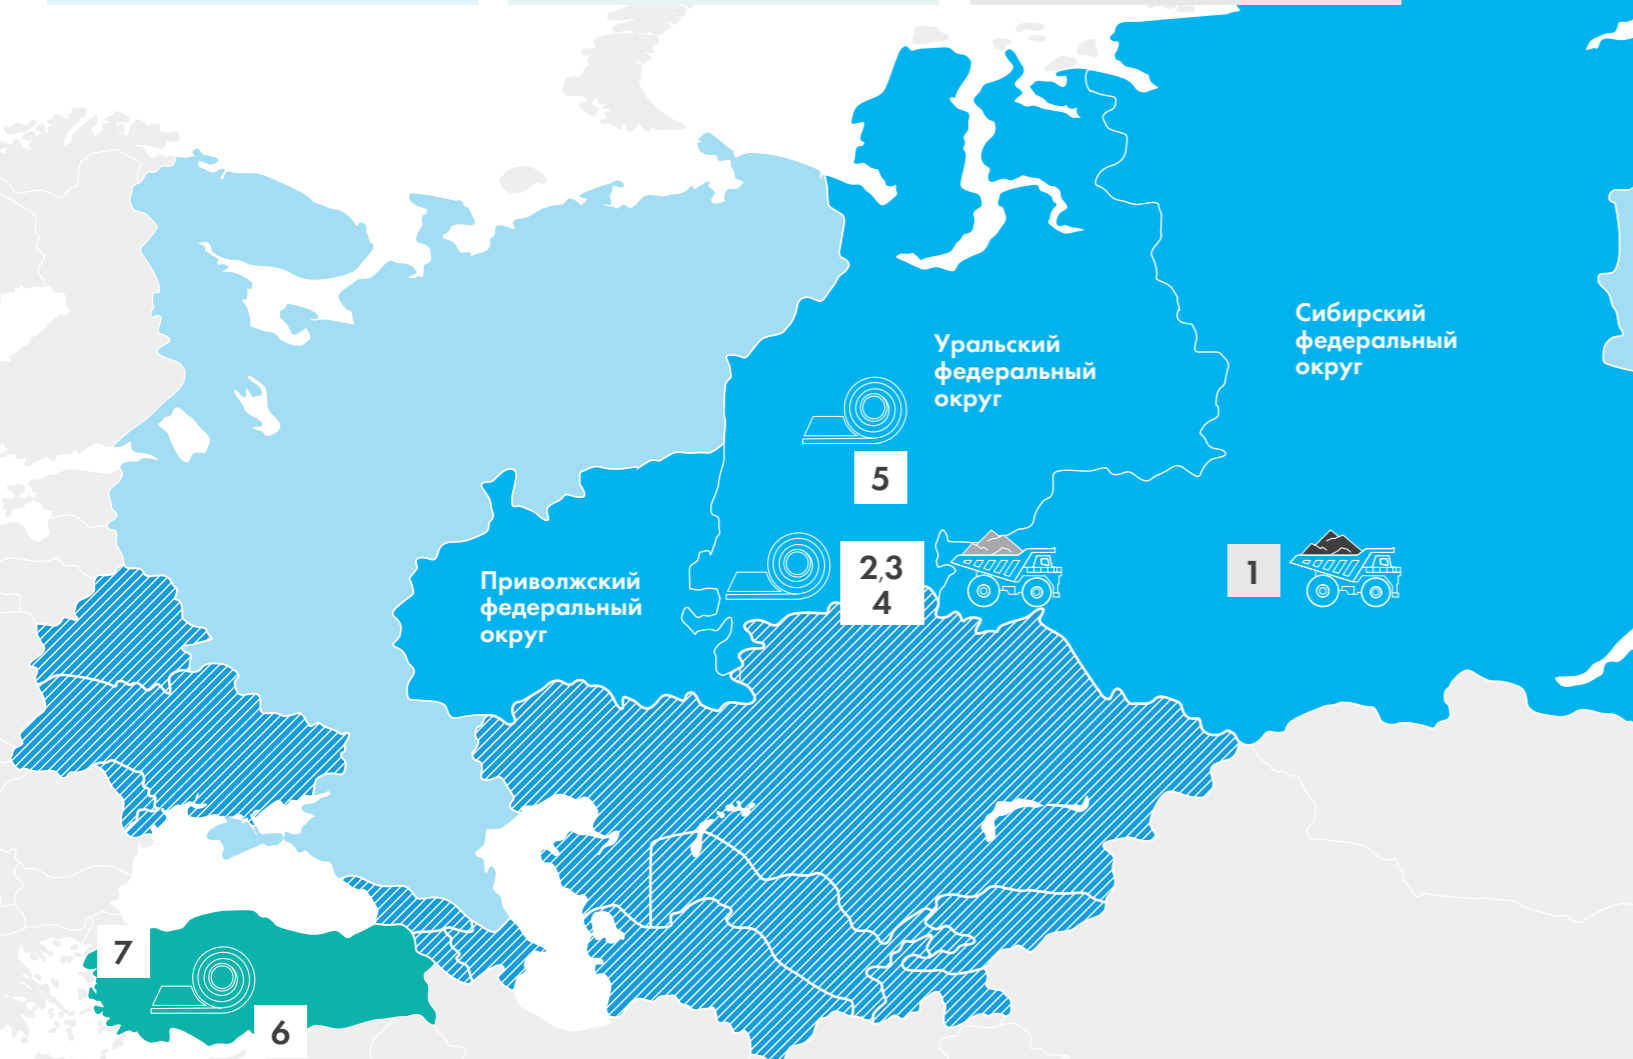 Сибирский
федеральный
округ
Уральский
федеральный
округ
5
Приволжский
федеральный
округ
2,3
4
1
7
6